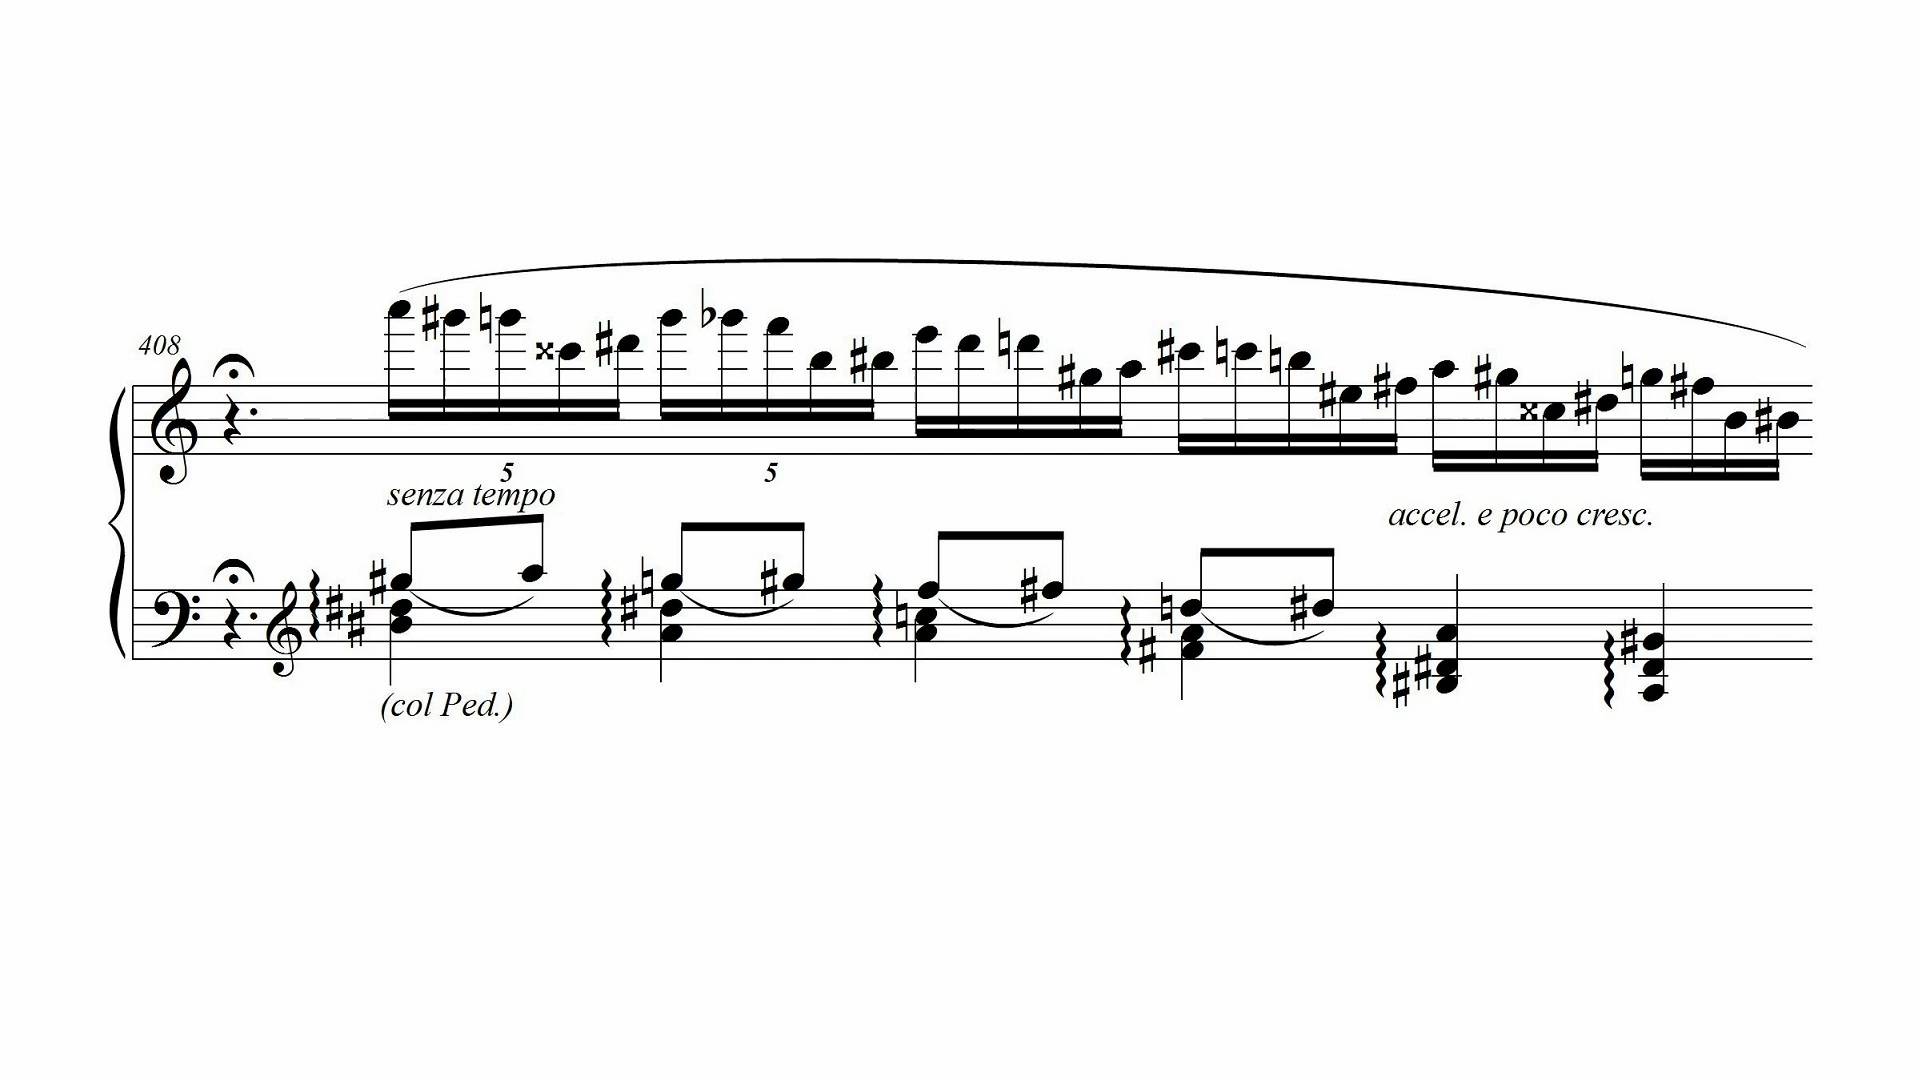 408
5
5
senza tempo
accel. e poco cresc.
(col Ped.)